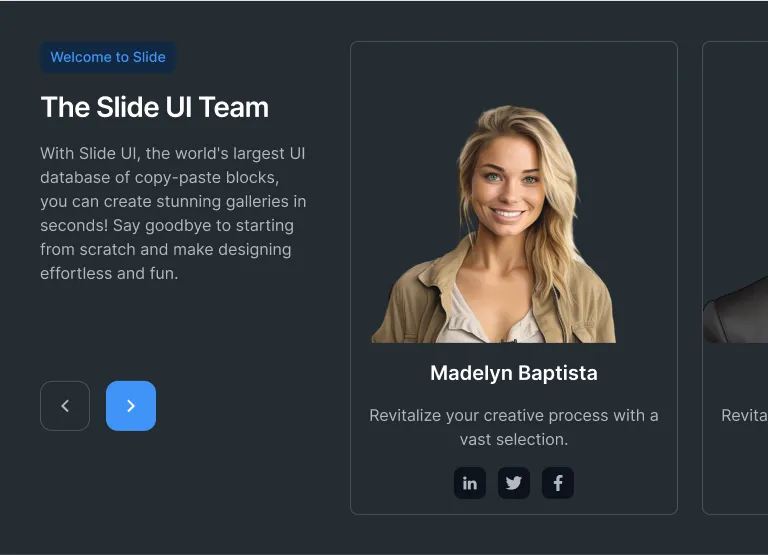 Welcome to Slide
The Slide UI Team
With Slide UI, the world's largest UI
database of copy-paste blocks,
you can create stunning galleries in
seconds! Say goodbye to starting
from scratch and make designing
effortless and fun.
Madelyn Baptista
Revitalize your creative process with a
vast selection.
in